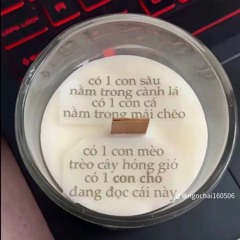 có 1 con sâu
nằm trong cành lá
có 1 con cá
nằm trong mái chèo
có 1 con mèo
trèo cây hóng gió
có 1 con chó
đang đọc cái này
@ngochai160506